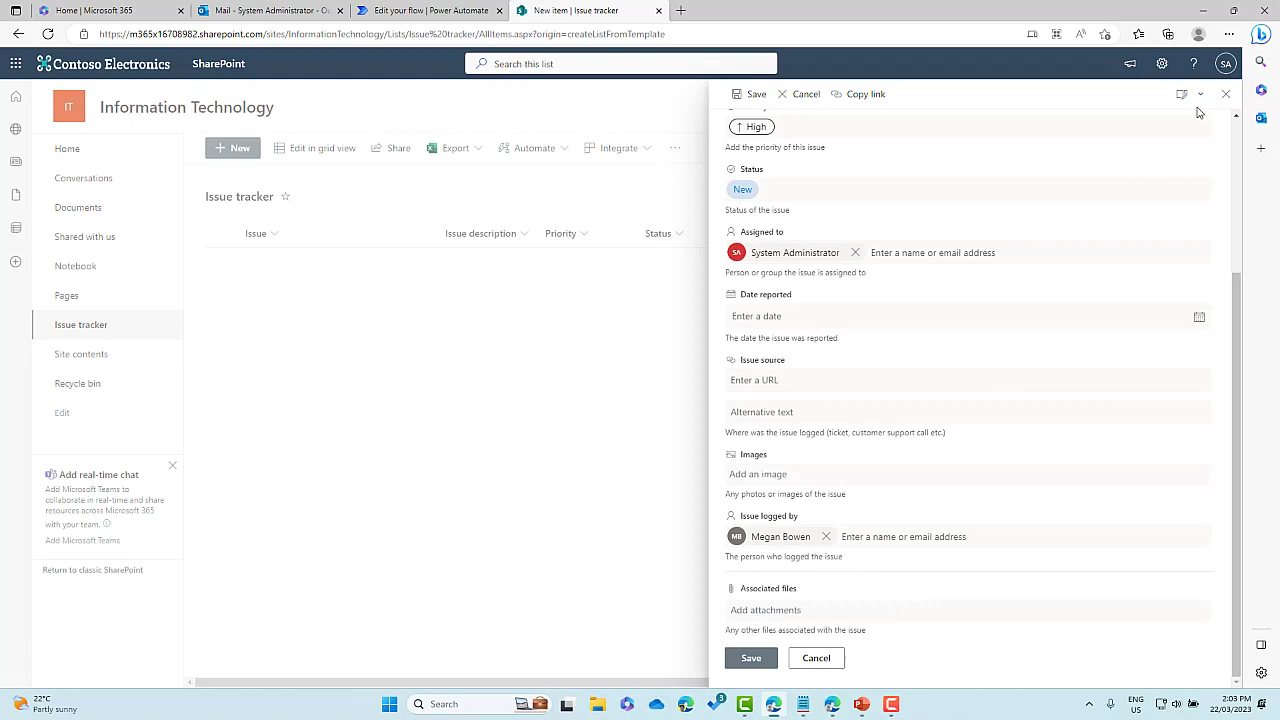 Home | Microsoft 365
Mail - System Administrator - Ou
Edit your flow | Power Automate
New item | Issue tracker
https://m365x16708982.sharepoint.com/sites/InformationTechnology/Lists/Issue%20tracker/AllItems.aspx?origin=createListFromTemplate
Contoso Electronics
SharePoint
Search this list
SA
IT
Information Technology
Save
Cancel
Copy link
Home
Conversations
Documents
Shared with us
Notebook
Pages
Issue tracker
Site contents
Recycle bin
Edit
Add real-time chat
Add Microsoft Teams to
collaborate in real-time and share
resources across Microsoft 365
with your team.
Add Microsoft Teams
Return to classic SharePoint
New
Edit in grid view
Share
Export
Automate
Integrate
Issue tracker
Issue
Issue description
Priority
Status
High
Add the priority of this issue
Status
New
Status of the issue
Assigned to
SA
System Administrator
Enter a name or email address
Person or group the issue is assigned to
Date reported
Enter a date
The date the issue was reported
Issue source
Enter a URL
Alternative text
Where was the issue logged (ticket, customer support call etc.)
Images
Add an image
Any photos or images of the issue
Issue logged by
MB
Megan Bowen
Enter a name or email address
The person who logged the issue
Associated files
Add attachments
Any other files associated with the issue
Save
Cancel
22°C
Partly sunny
Search
3
ENG
US
2:03 PM
22/03/2023